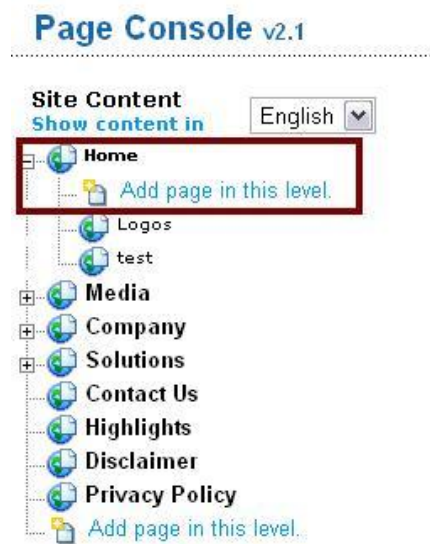 Page Console v2.1
Site Content
Show content in English
Home
Add page in this level.
Logos
test
Media
Company
Solutions
Contact Us
Highlights
Disclaimer
Privacy Policy
Add page in this level.